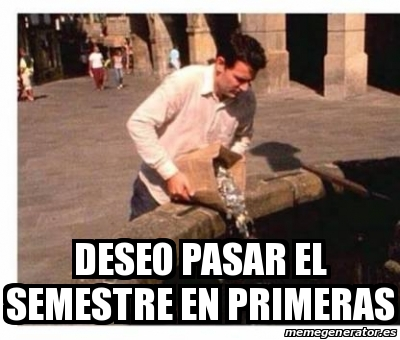 DESEO PASAR EL
SEMESTRE EN PRIMERAS
memegenerator.es